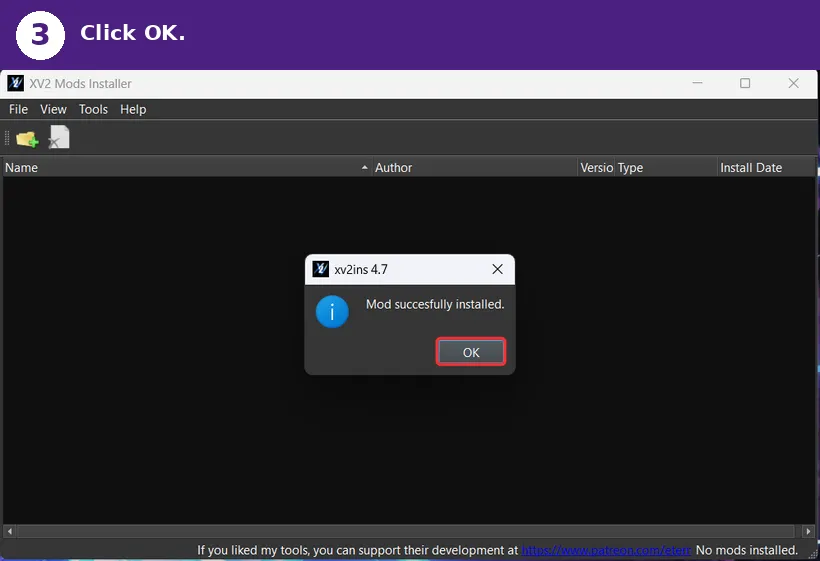 3 Click OK.
XV2 Mods Installer
File View Tools Help
Name Author Versio Type Install Date
xv2ins 4.7
Mod succesfully installed.
OK
If you liked my tools, you can support their development at https://www.patreon.com/eterr No mods installed.